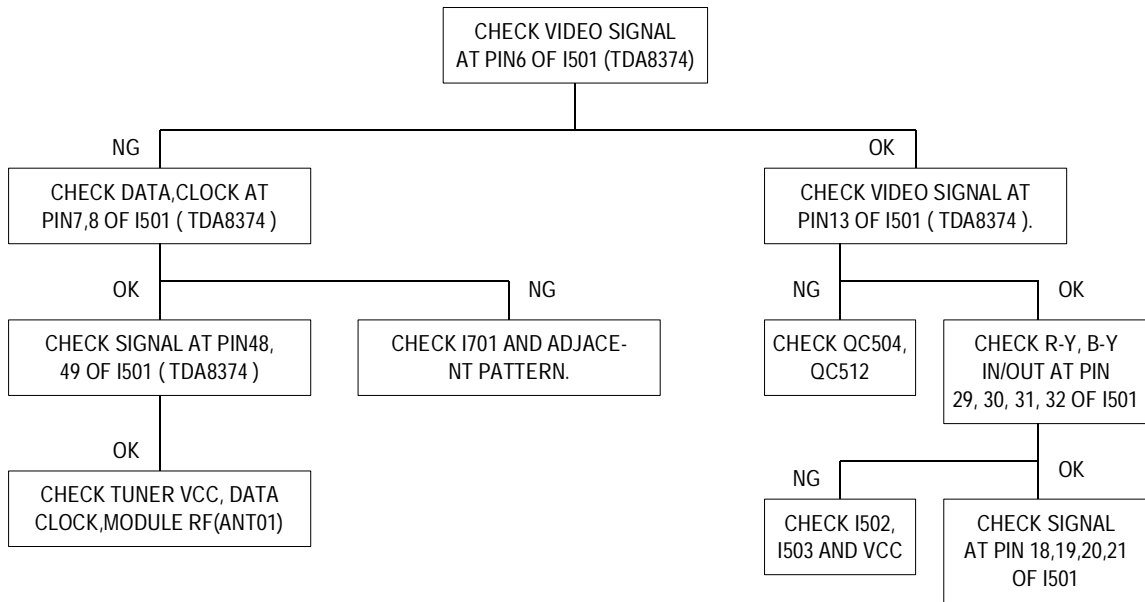 CHECK VIDEO SIGNAL
AT PIN6 OF I501 (TDA8374)
NG
OK
CHECK DATA,CLOCK AT
PIN7,8 OF I501 ( TDA8374 )
CHECK VIDEO SIGNAL AT
PIN13 OF I501 ( TDA8374 ).
OK
NG
NG
OK
CHECK SIGNAL AT PIN48,
49 OF I501 ( TDA8374 )
CHECK I701 AND ADJACE-
NT PATTERN.
CHECK QC504,
QC512
CHECK R-Y, B-Y
IN/OUT AT PIN
29, 30, 31, 32 OF I501
OK
NG
OK
CHECK TUNER VCC, DATA
CLOCK,MODULE RF(ANT01)
CHECK I502,
I503 AND VCC
CHECK SIGNAL
AT PIN 18,19,20,21
OF I501